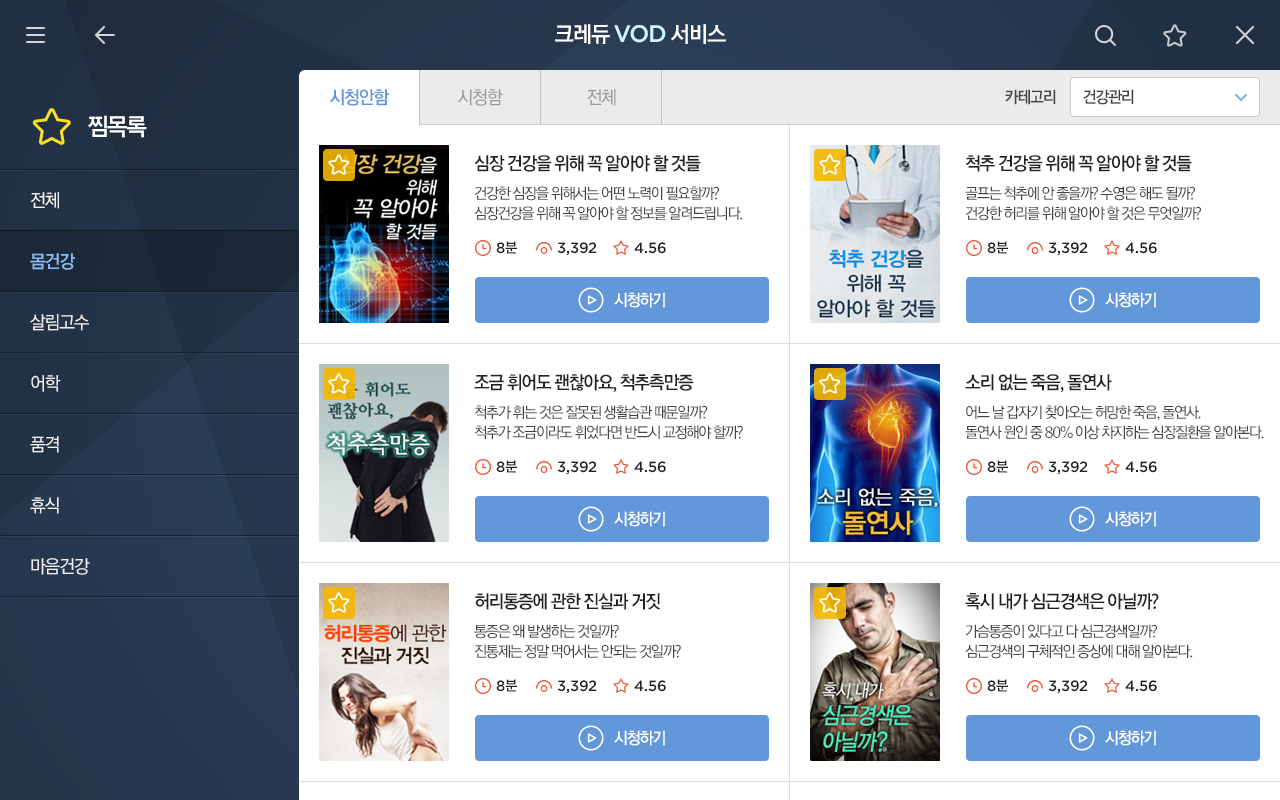 크레듀 VOD 서비스
찜목록
전체
몸건강
살림고수
어학
품격
휴식
마음건강
시청안함
시청함
전체
카테고리
건강관리
장 건강을
위해
꼭 알아야
할 것들
심장 건강을 위해 꼭 알아야 할 것들
건강한 심장을 위해서는 어떤 노력이 필요할까?
심장건강을 위해 꼭 알아야 할 정보를 알려드립니다.
8분 3,392 4.56
시청하기
척추 건강을
위해 꼭
알아야 할 것들
척추 건강을 위해 꼭 알아야 할 것들
골프는 척추에 안 좋을까? 수영은 해도 될까?
건강한 허리를 위해 알아야 할 것은 무엇일까?
8분 3,392 4.56
시청하기
휘어도
괜찮아요,
척추측만증
조금 휘어도 괜찮아요, 척추측만증
척추가 휘는 것은 잘못된 생활습관 때문일까?
척추가 조금이라도 휘었다면 반드시 교정해야 할까?
8분 3,392 4.56
시청하기
소리 없는 죽음,
돌연사
소리 없는 죽음, 돌연사
어느 날 갑자기 찾아오는 허망한 죽음, 돌연사.
돌연사 원인 중 80% 이상 차지하는 심장질환을 알아본다.
8분 3,392 4.56
시청하기
허리통증에 관한
진실과 거짓
허리통증에 관한 진실과 거짓
통증은 왜 발생하는 것일까?
진통제는 정말 먹어서는 안되는 것일까?
8분 3,392 4.56
시청하기
혹시 내가
심근경색은
아닐까?
혹시 내가 심근경색은 아닐까?
가슴통증이 있다고 다 심근경색일까?
심근경색의 구체적인 증상에 대해 알아본다.
8분 3,392 4.56
시청하기